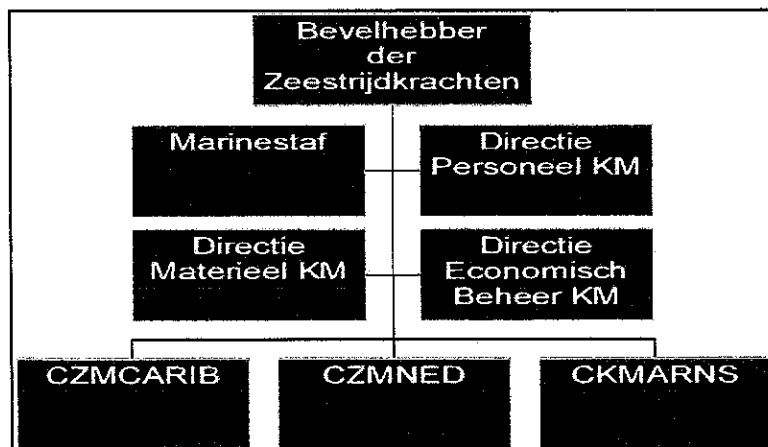 Bevelhebber
der
Zeestrijdkrachten
Marinestaf
Directie
Personeel KM
Directie
Materieel KM
Directie
Economisch
Beheer KM
CZMCARIB
CZMNED
CKMARNS